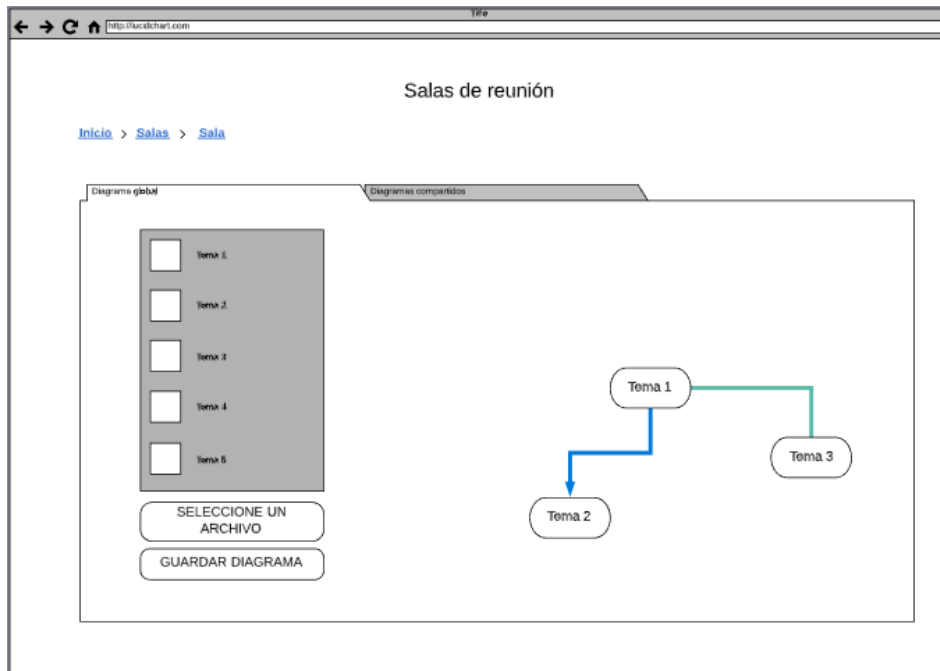 Title
http://lucidchart.com
Salas de reunión
Inicio > Salas > Sala
Diagrama global
Diagramas compartidos
Tema 1
Tema 2
Tema 3
Tema 4
Tema 5
SELECCIONE UN
ARCHIVO
GUARDAR DIAGRAMA
Tema 1
Tema 3
Tema 2